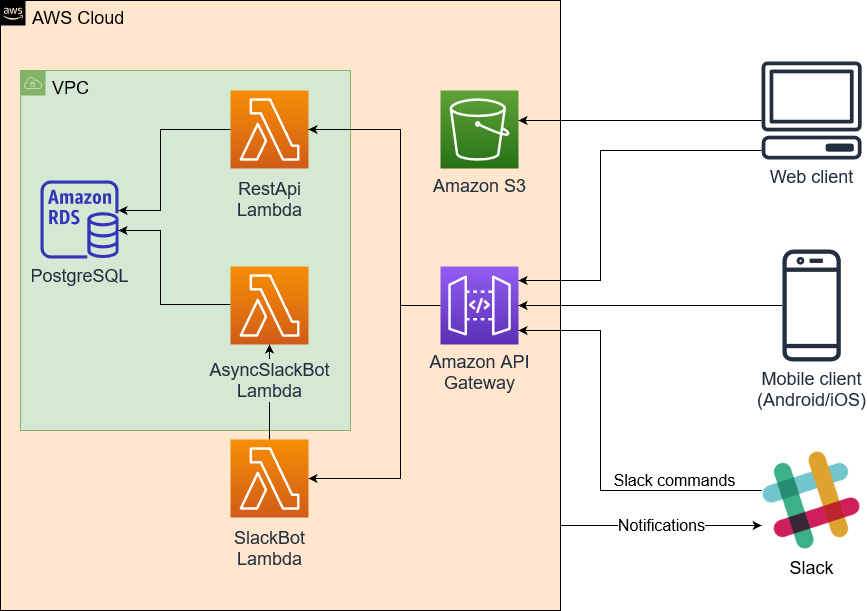 aws
AWS Cloud
VPC
RestApi
Lambda
Amazon S3
Web client
Amazon
RDS
PostgreSQL
AsyncSlackBot
Lambda
</>
Amazon API
Gateway
Mobile client
(Android/iOS)
Slack commands
SlackBot
Lambda
Notifications
Slack